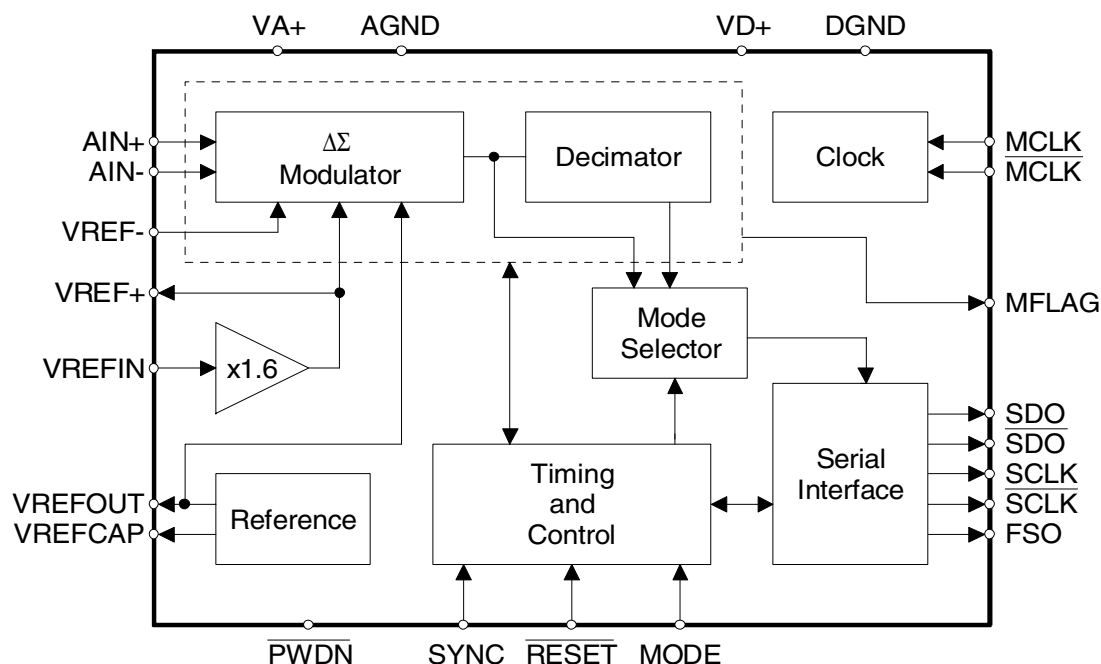 VA+
AGND
VD+
DGND
AIN+
AIN-
VREF-
VREF+
VREFIN
VREFOUT
VREFCAP
ΔΣ
Modulator
Decimator
Clock
MCLK
MCLK
x1.6
Mode
Selector
MFLAG
Reference
Timing
and
Control
Serial
Interface
SDO
SDO
SCLK
SCLK
FSO
PWDN
SYNC
RESET
MODE